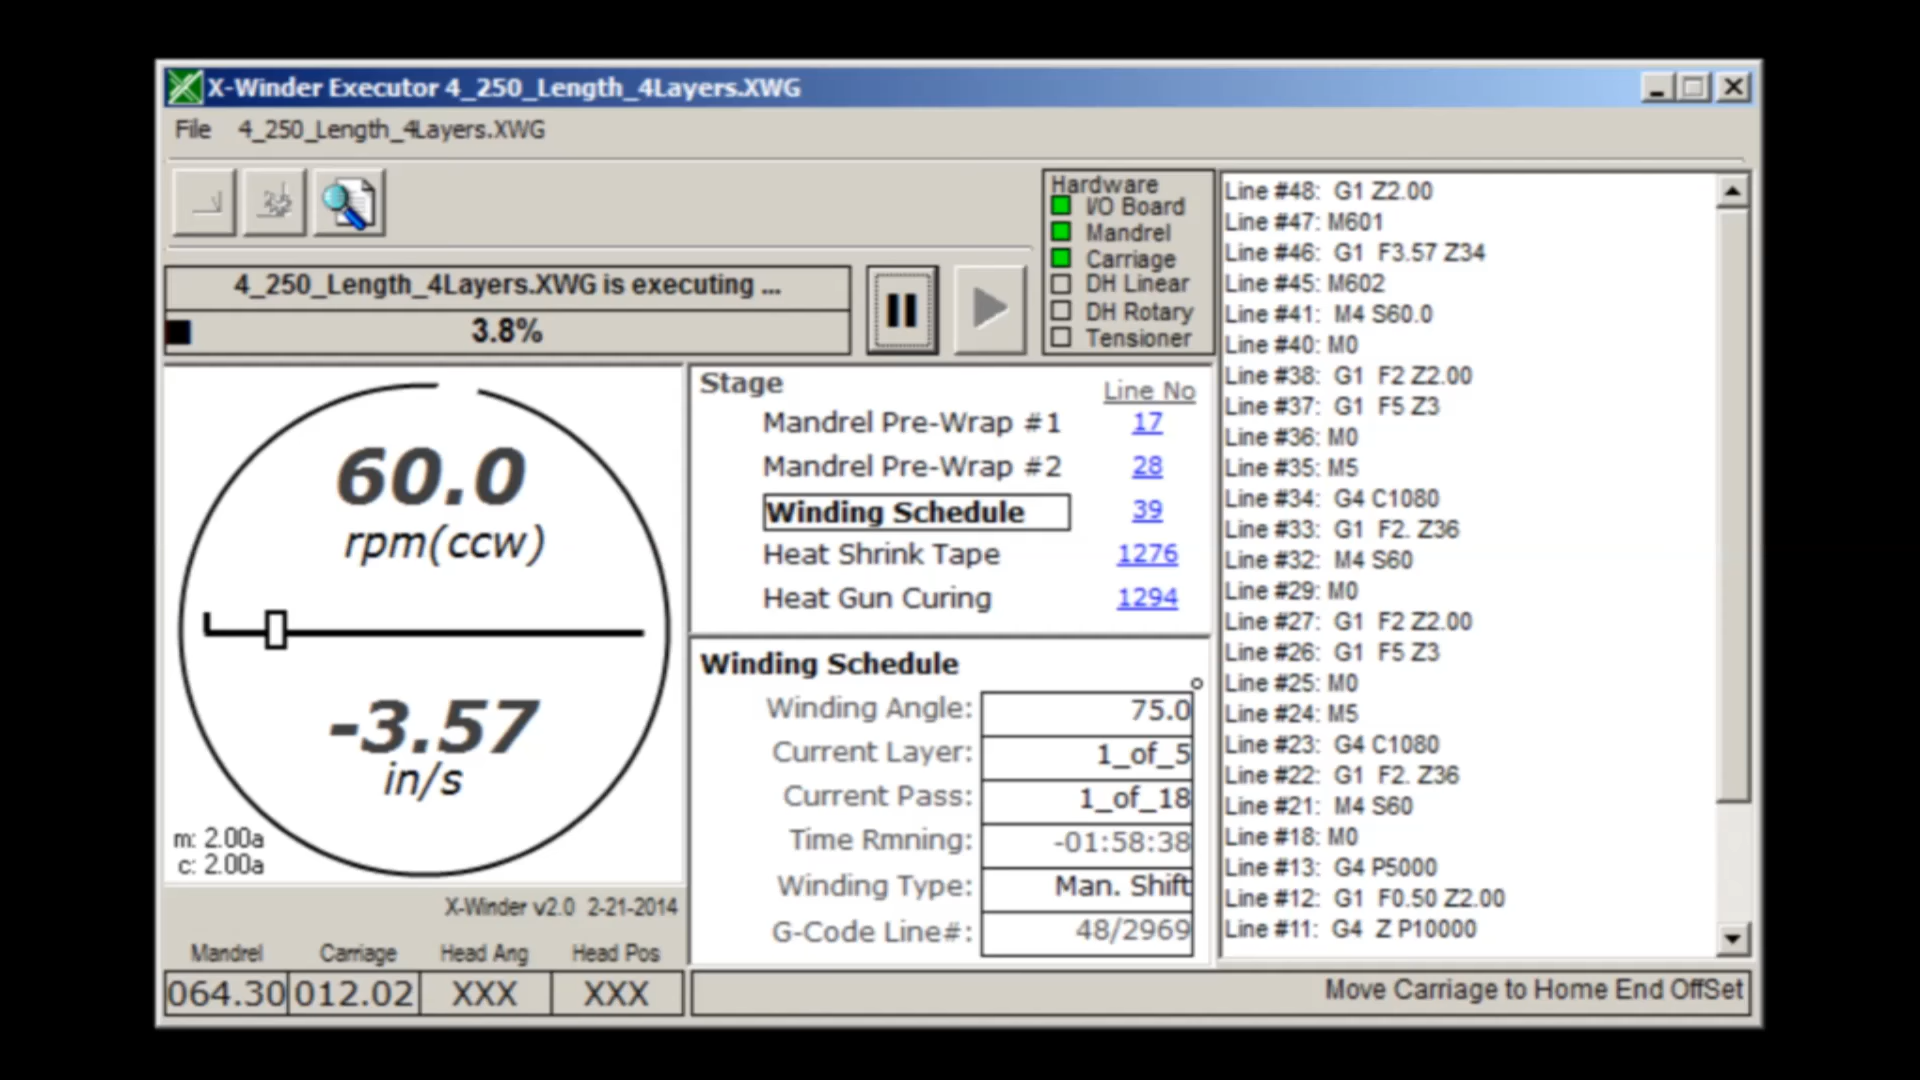 X-Winder Executor 4_250_Length_4Layers.XWG
File 4_250_Length_4Layers.XWG
4_250_Length_4Layers.XWG is executing ...
3.8%
Hardware
I/O Board
Mandrel
Carriage
DH Linear
DH Rotary
Tensioner
60.0
rpm(ccw)
-3.57
in/s
m: 2.00a
c: 2.00a
X-Winder v2.0 2-21-2014
Mandrel Carriage Head Ang Head Pos
064.30 012.02 XXX XXX
Stage Line No
Mandrel Pre-Wrap #1 17
Mandrel Pre-Wrap #2 28
Winding Schedule 39
Heat Shrink Tape 1276
Heat Gun Curing 1294
Winding Schedule
Winding Angle: 75.0 °
Current Layer: 1_of_5
Current Pass: 1_of_18
Time Rmning: -01:58:38
Winding Type: Man. Shift
G-Code Line#: 48/2969
Line #48: G1 Z2.00
Line #47: M601
Line #46: G1 F3.57 Z34
Line #45: M602
Line #41: M4 S60.0
Line #40: M0
Line #38: G1 F2 Z2.00
Line #37: G1 F5 Z3
Line #36: M0
Line #35: M5
Line #34: G4 C1080
Line #33: G1 F2. Z36
Line #32: M4 S60
Line #29: M0
Line #27: G1 F2 Z2.00
Line #26: G1 F5 Z3
Line #25: M0
Line #24: M5
Line #23: G4 C1080
Line #22: G1 F2. Z36
Line #21: M4 S60
Line #18: M0
Line #13: G4 P5000
Line #12: G1 F0.50 Z2.00
Line #11: G4 Z P10000
Move Carriage to Home End OffSet